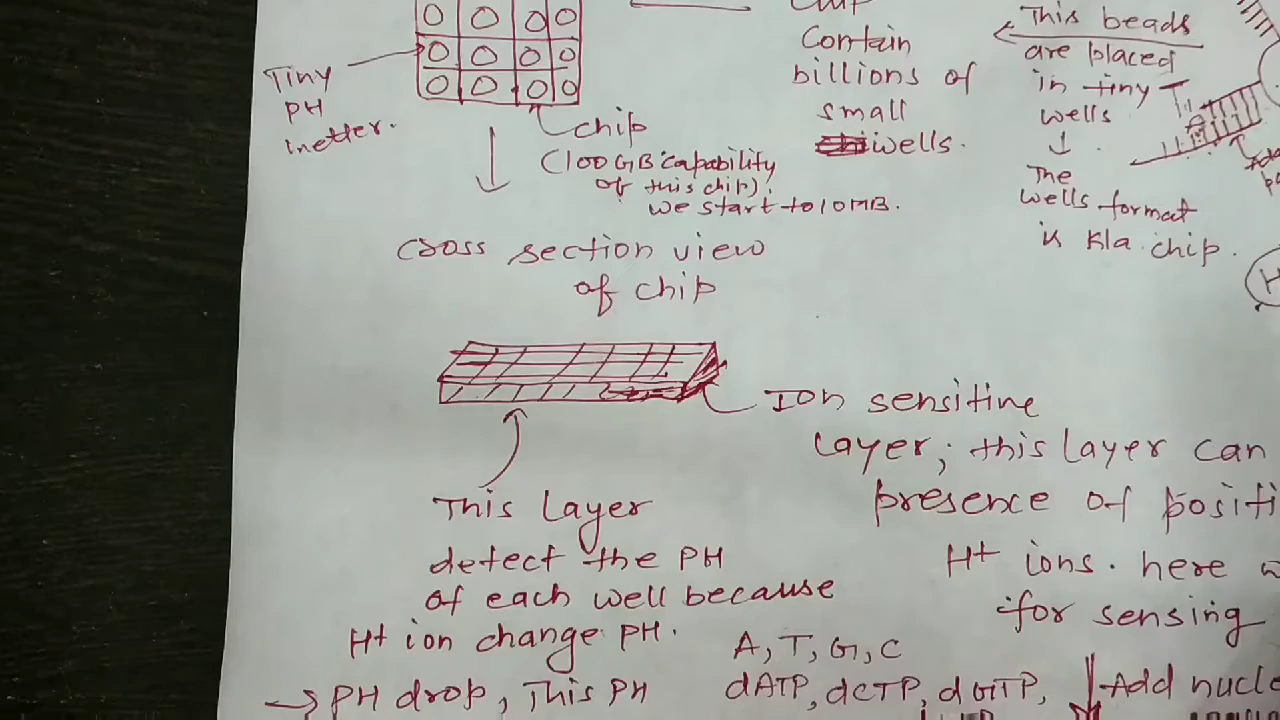 Tiny
PH
metter.
chip
(100 GB capability
of this chip)
we start to 10 MB.
Contain
billions of
small
wells.
This beads
are placed
in tiny
wells
The
wells format
is
chip.
cross section view
of chip
Ion sensitive
Layer; this layer can
presence of positi
H+ ions. here
for sensing
This Layer
detect the PH
of each well because
H+ ion change PH.
A, T, G, C
→ PH drop, This PH
dATP, dCTP, dGTP,
Add nucle